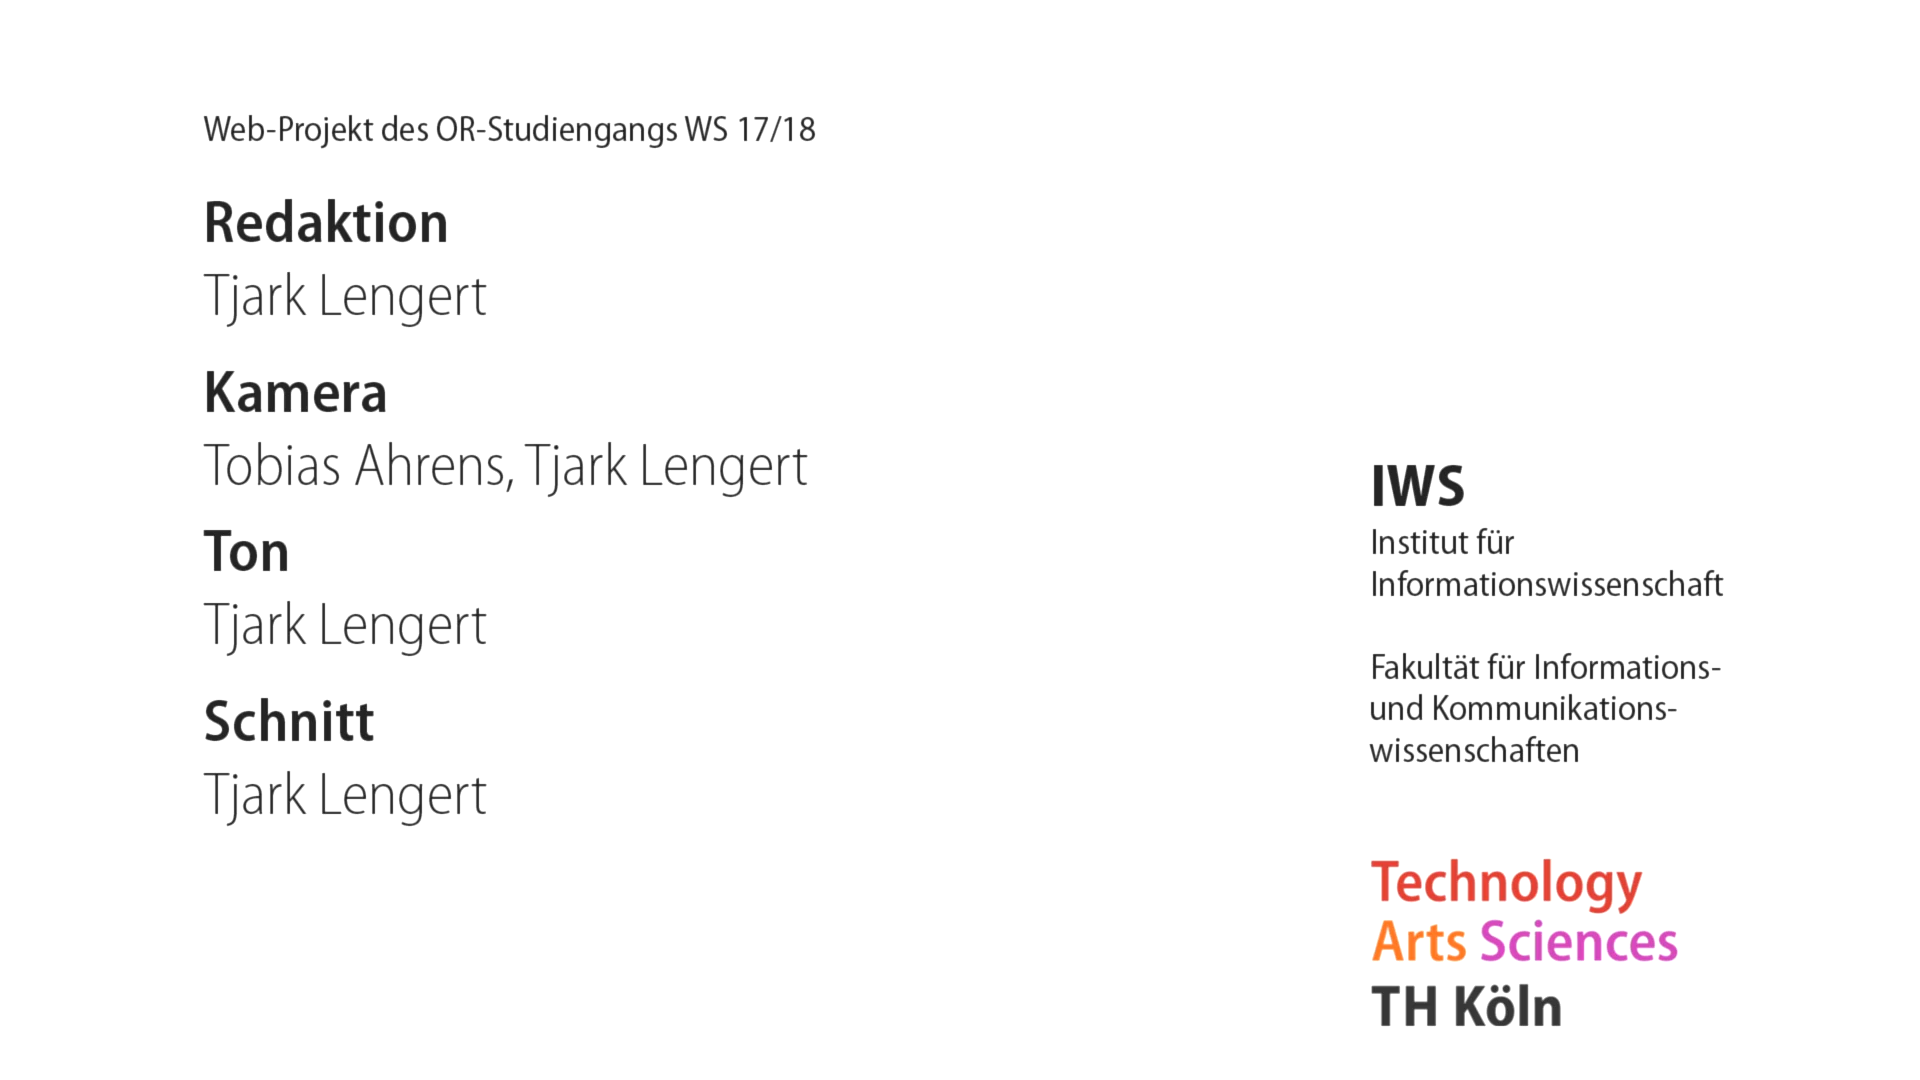 Web-Projekt des OR-Studiengangs WS 17/18
Redaktion
Tjark Lengert
Kamera
Tobias Ahrens, Tjark Lengert
Ton
Tjark Lengert
Schnitt
Tjark Lengert
IWS
Institut für
Informationswissenschaft
Fakultät für Informations-
und Kommunikations-
wissenschaften
Technology
Arts Sciences
TH Köln